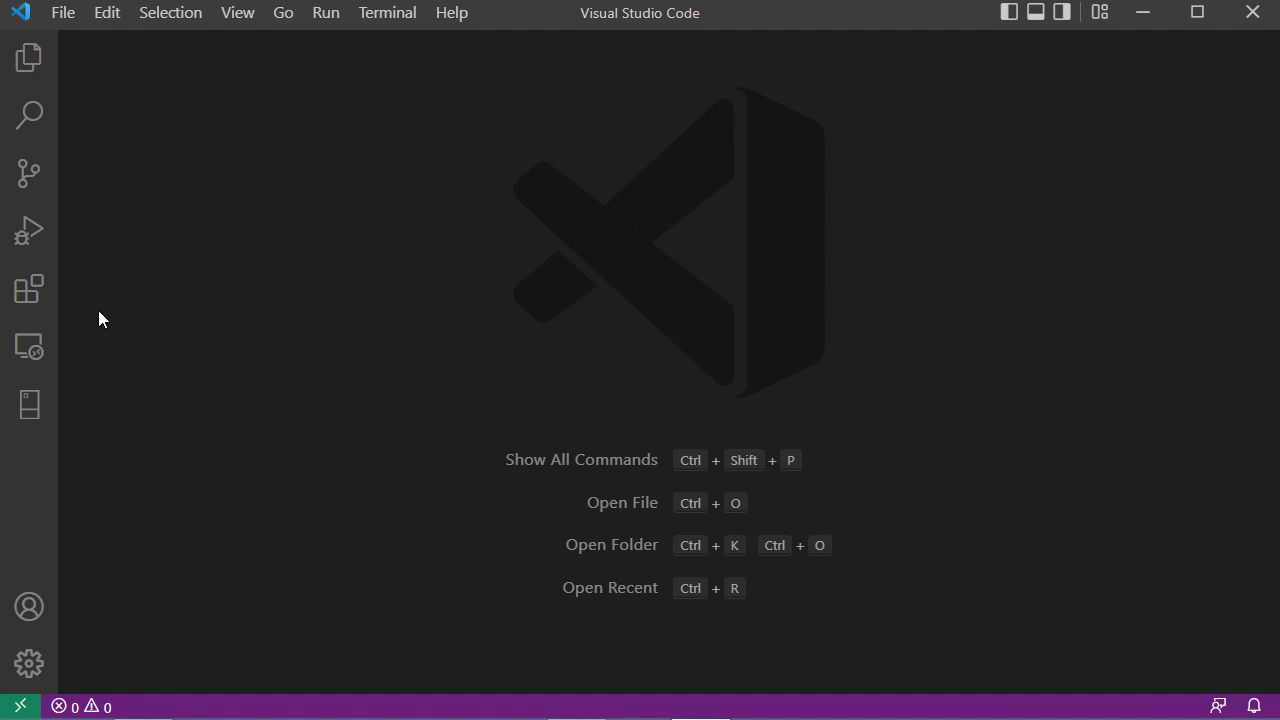 File Edit Selection View Go Run Terminal Help Visual Studio Code
Show All Commands Ctrl + Shift + P
Open File Ctrl + O
Open Folder Ctrl + K Ctrl + O
Open Recent Ctrl + R
0 0